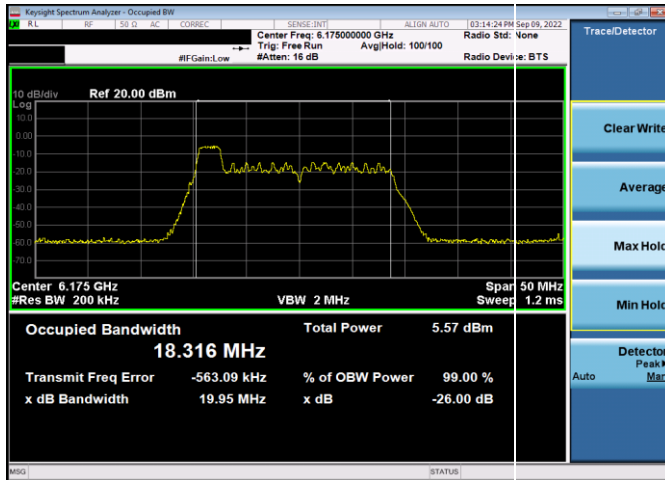 Keysight Spectrum Analyzer - Occupied BW
RL RF 50 Ω AC CORREC SENSE:INT ALIGN AUTO 03:14:24 PM Sep 09, 2022
Center Freq: 6.175000000 GHz Radio Std: None
Trig: Free Run Avg|Hold: 100/100
#IFGain:Low #Atten: 16 dB Radio Device: BTS
Trace/Detector
10 dB/div Ref 20.00 dBm
Log
10.0
0.00
-10.0
-20.0
-30.0
-40.0
-50.0
-60.0
-70.0
Center 6.175 GHz Span 50 MHz
#Res BW 200 kHz VBW 2 MHz Sweep 1.2 ms
Occupied Bandwidth Total Power 5.57 dBm
18.316 MHz
Transmit Freq Error -563.09 kHz % of OBW Power 99.00 %
x dB Bandwidth 19.95 MHz x dB -26.00 dB
Clear Write
Average
Max Hold
Min Hold
Detector
Peak
Auto Man
MSG STATUS